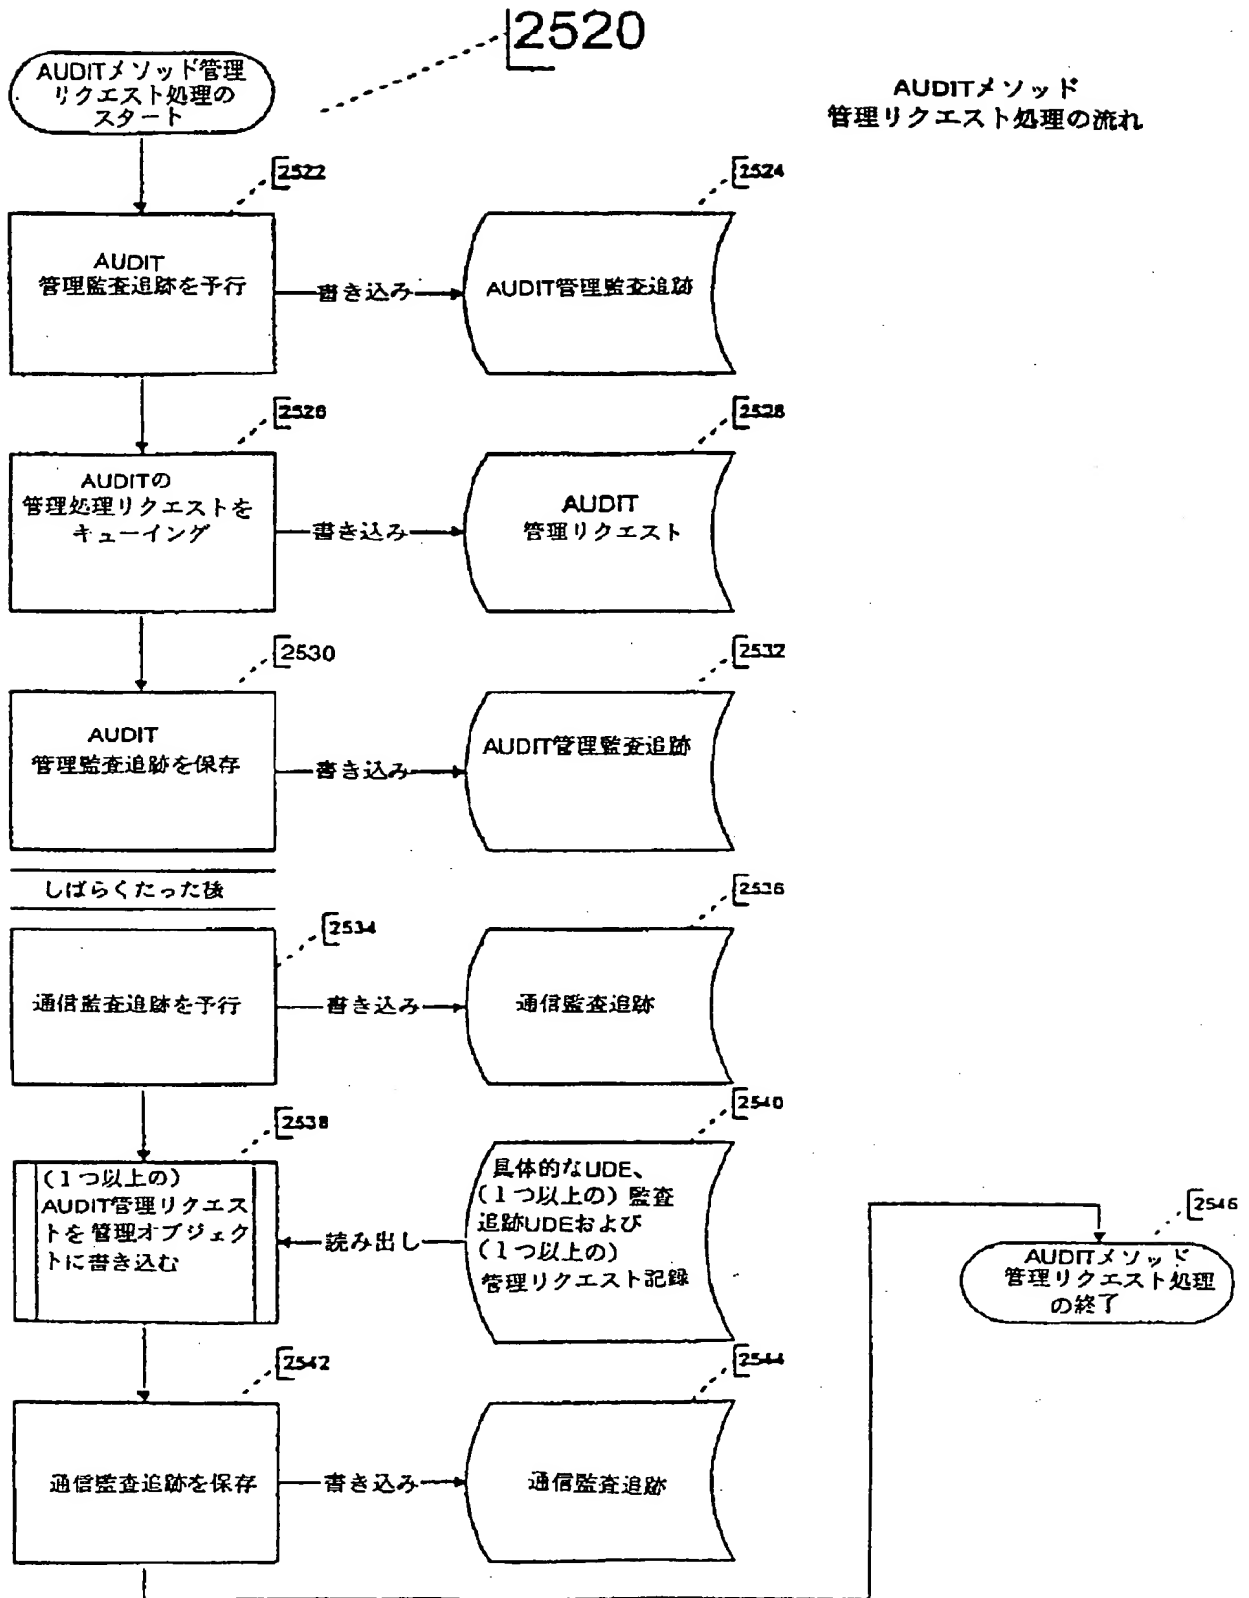 2520
AUDITメソッド管理
リクエスト処理の
スタート
AUDITメソッド
管理リクエスト処理の流れ
2522
2524
AUDIT
管理監査追跡を予行
書き込み
AUDIT管理監査追跡
2526
2528
AUDITの
管理処理リクエストを
キューイング
書き込み
AUDIT
管理リクエスト
2530
2532
AUDIT
管理監査追跡を保存
書き込み
AUDIT管理監査追跡
しばらくたった後
2534
2536
通信監査追跡を予行
書き込み
通信監査追跡
2538
2540
(1つ以上の)
AUDIT管理リクエス
トを管理オブジェク
トに書き込む
読み出し
具体的なUDE、
(1つ以上の)監査
追跡UDEおよび
(1つ以上の)
管理リクエスト記録
2546
AUDITメソッド
管理リクエスト処理
の終了
2542
2544
通信監査追跡を保存
書き込み
通信監査追跡